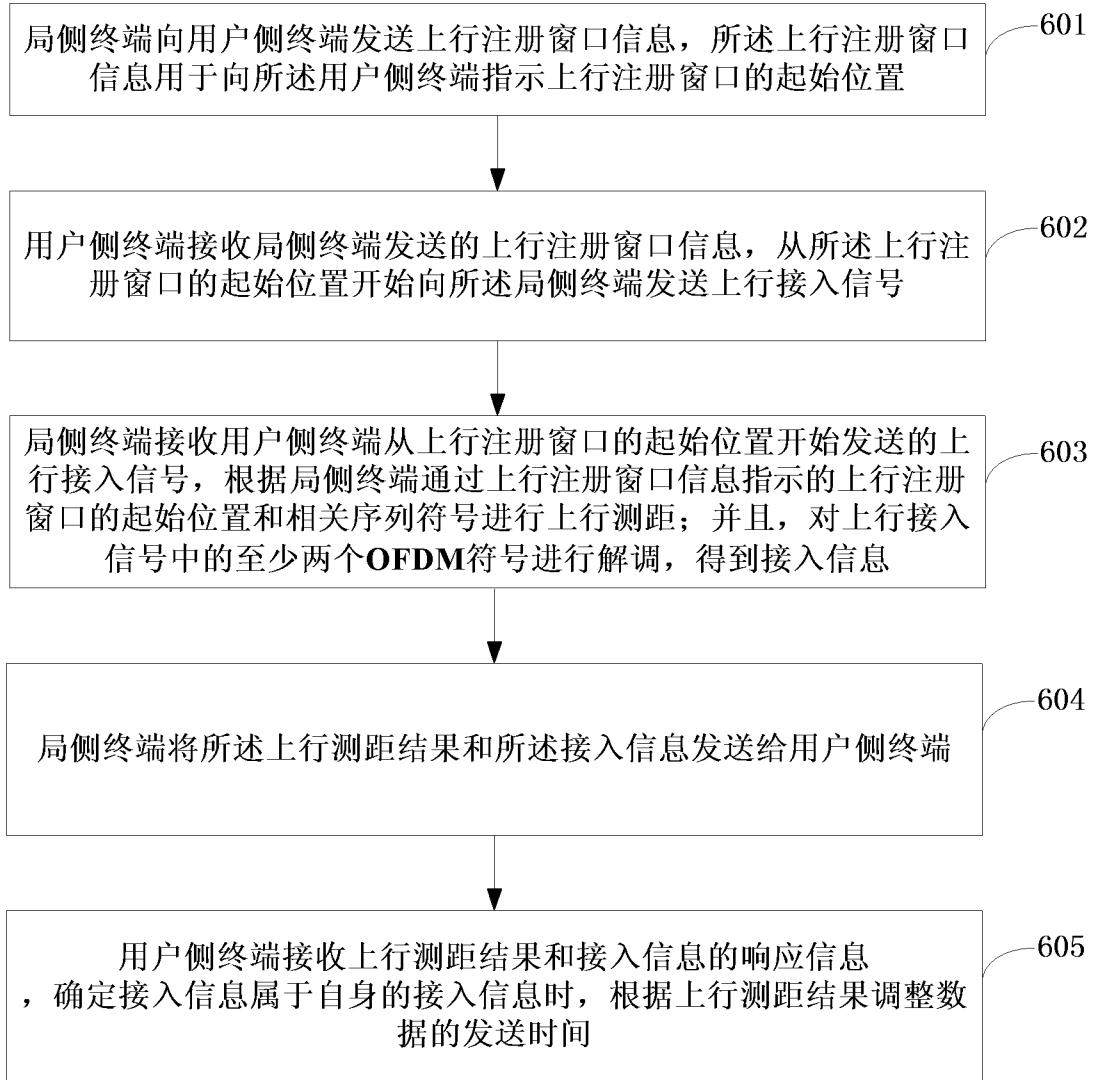 局侧终端向用户侧终端发送上行注册窗口信息，所述上行注册窗口
信息用于向所述用户侧终端指示上行注册窗口的起始位置
601
用户侧终端接收局侧终端发送的上行注册窗口信息，从所述上行注
册窗口的起始位置开始向所述局侧终端发送上行接入信号
602
局侧终端接收用户侧终端从上行注册窗口的起始位置开始发送的上
行接入信号，根据局侧终端通过上行注册窗口信息指示的上行注册
窗口的起始位置和相关序列符号进行上行测距；并且，对上行接入
信号中的至少两个OFDM符号进行解调，得到接入信息
603
局侧终端将所述上行测距结果和所述接入信息发送给用户侧终端
604
用户侧终端接收上行测距结果和接入信息的响应信息
，确定接入信息属于自身的接入信息时，根据上行测距结果调整数
据的发送时间
605